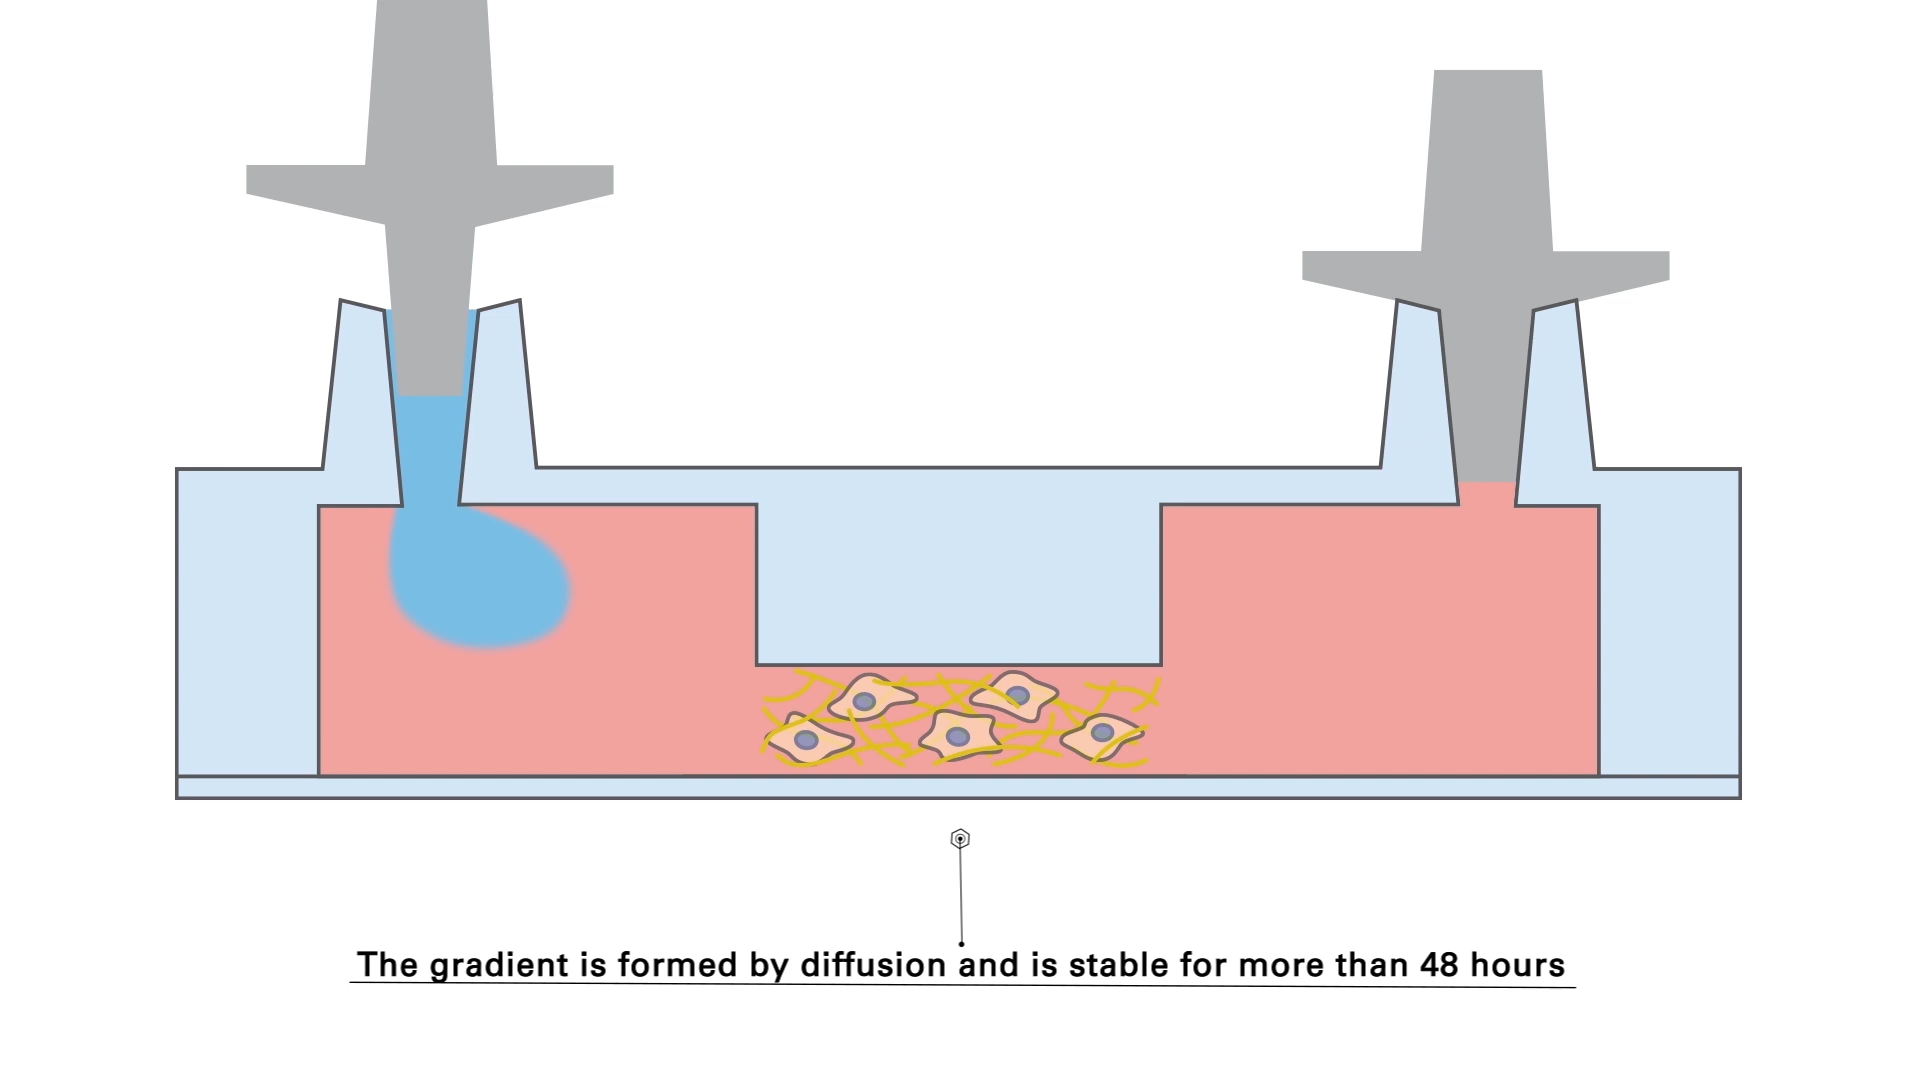 The gradient is formed by diffusion and is stable for more than 48 hours